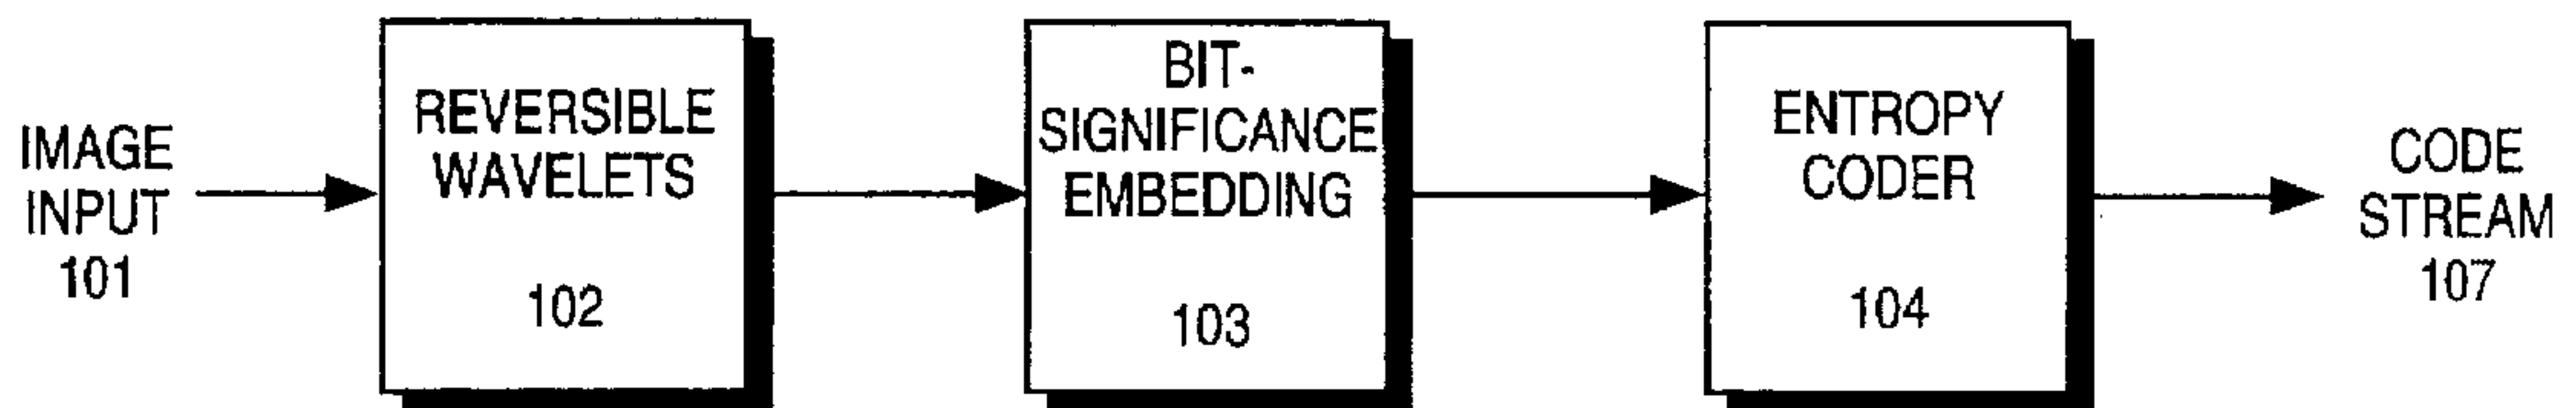 IMAGE
INPUT
101
REVERSIBLE
WAVELETS
102
BIT-
SIGNIFICANCE
EMBEDDING
103
ENTROPY
CODER
104
CODE
STREAM
107